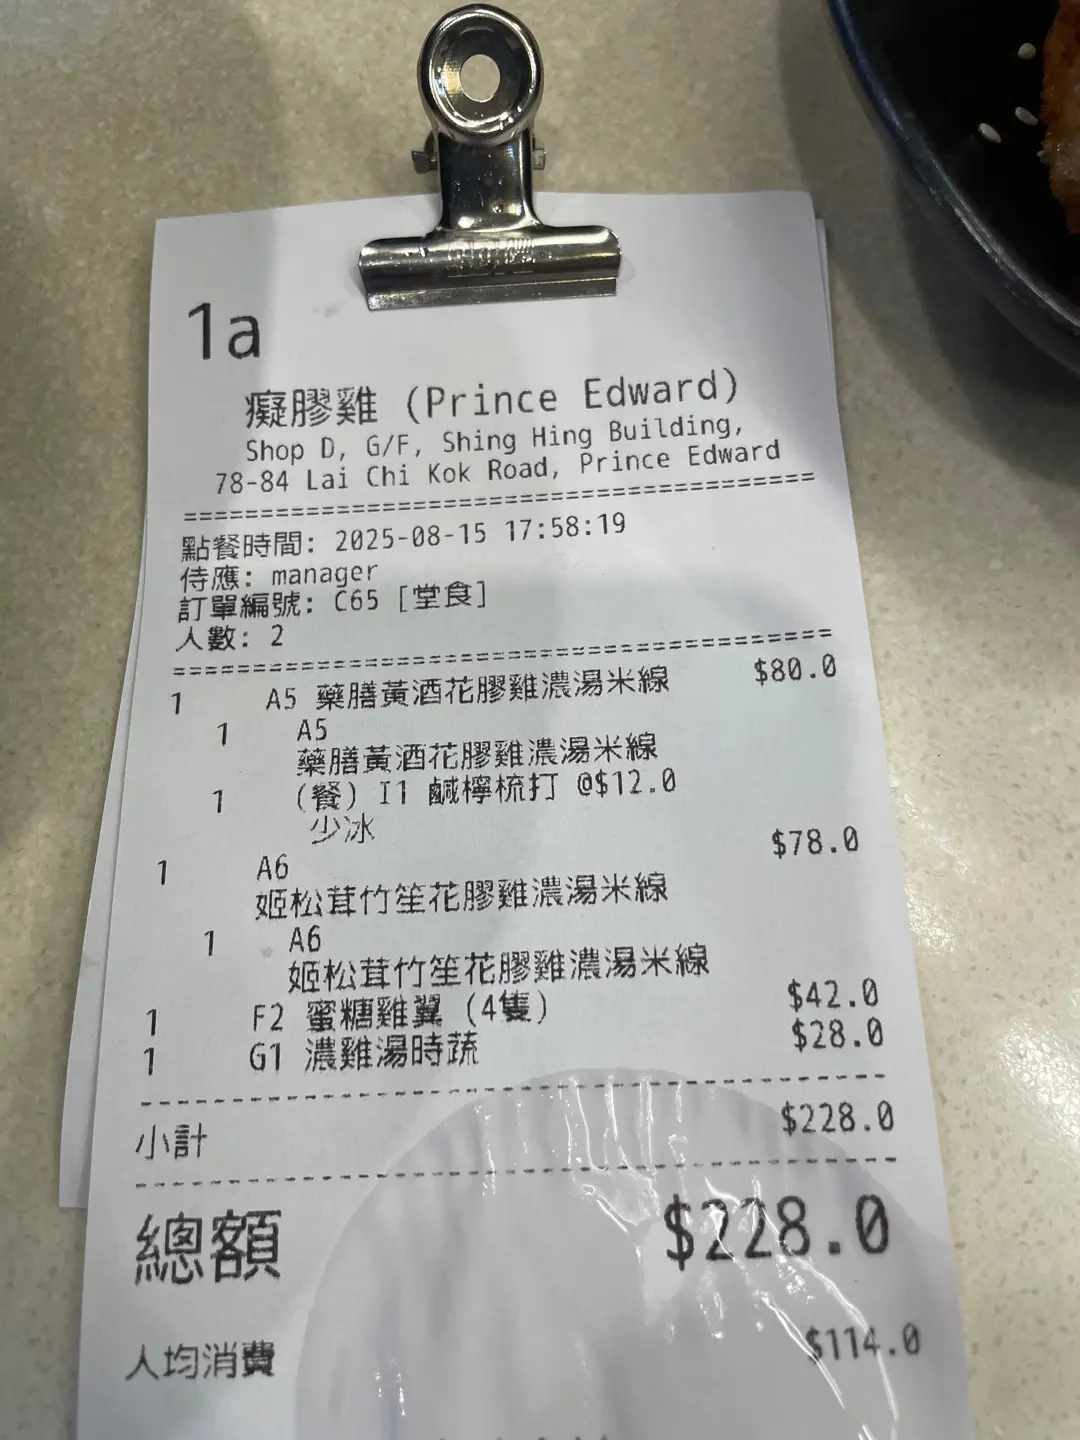 1a
癡膠雞 (Prince Edward)
Shop D, G/F, Shing Hing Building,
78-84 Lai Chi Kok Road, Prince Edward
點餐時間: 2025-08-15 17:58:19
侍應: manager
訂單編號: C65 [堂食]
人數: 2
1 A5 藥膳黃酒花膠雞濃湯米線 $80.0
1 A5
藥膳黃酒花膠雞濃湯米線
1 (餐) I1 鹹檸梳打 @$12.0
少冰
1 A6 $78.0
姬松茸竹笙花膠雞濃湯米線
1 A6
姬松茸竹笙花膠雞濃湯米線
1 F2 蜜糖雞翼 (4隻) $42.0
1 G1 濃雞湯時蔬 $28.0
小計 $228.0
總額 $228.0
人均消費 $114.0